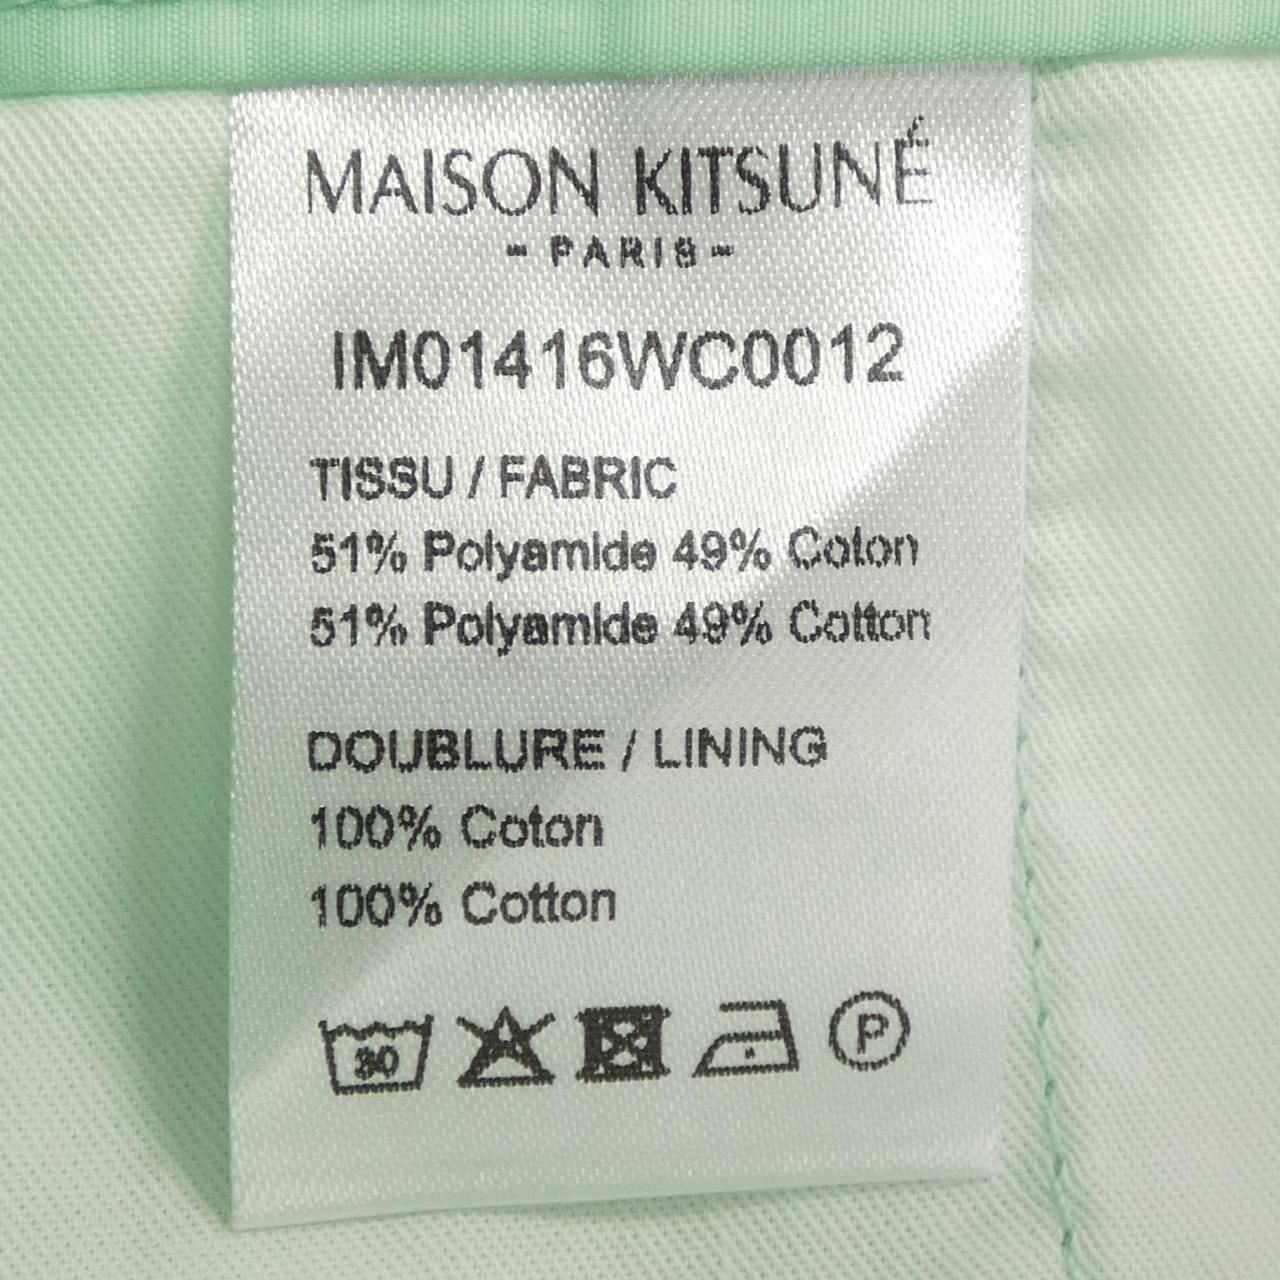 MAISON KITSUNÉ
- PARIS -
IM01416WC0012
TISSU / FABRIC
51% Polyamide 49% Coton
51% Polyamide 49% Cotton
DOUBLURE / LINING
100% Coton
100% Cotton
30 P